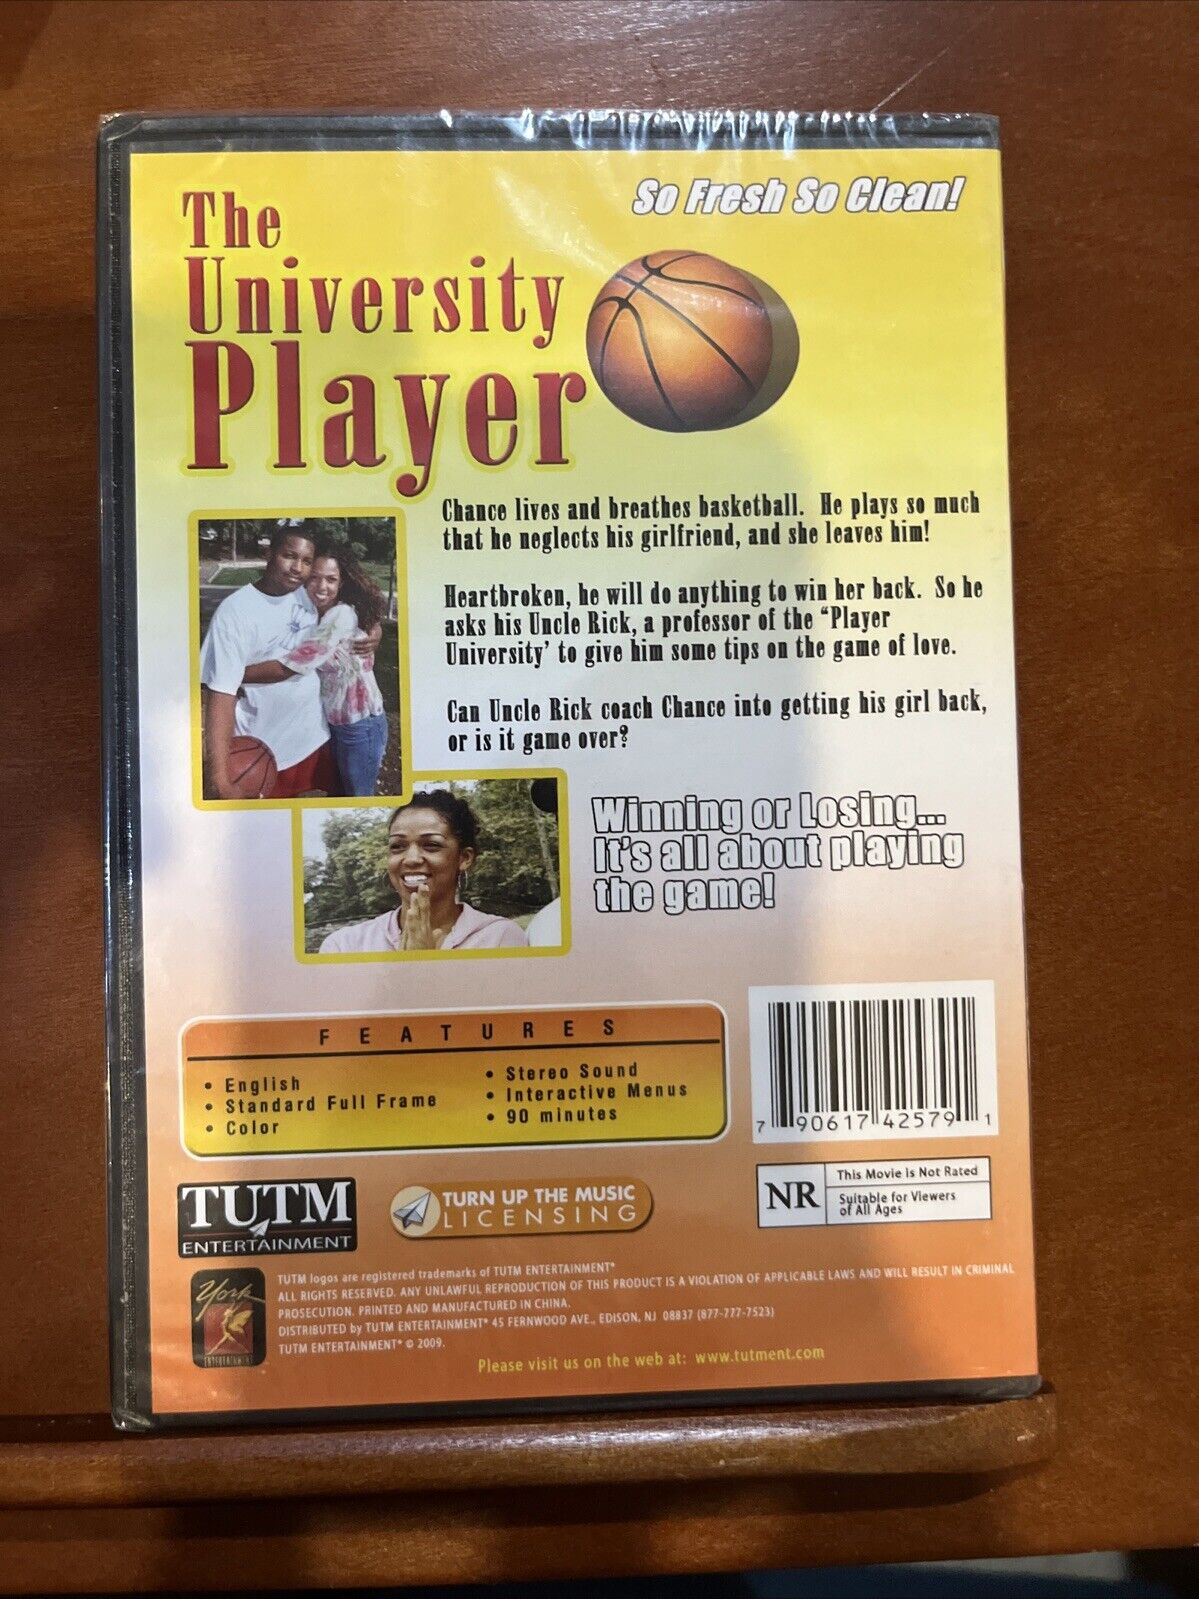 So Fresh So Clean!
The
University
Player
Chance lives and breathes basketball. He plays so much
that he neglects his girlfriend, and she leaves him!
Heartbroken, he will do anything to win her back. So he
asks his Uncle Rick, a professor of the “Player
University’ to give him some tips on the game of love.
Can Uncle Rick coach Chance into getting his girl back,
or is it game over?
Winning or Losing...
It's all about playing
the game!
FEATURES
• English
• Standard Full Frame
• Color
• Stereo Sound
• Interactive Menus
• 90 minutes
7 90617 42579 1
NR
This Movie is Not Rated
Suitable for Viewers
of All Ages
TUTM
ENTERTAINMENT
TURN UP THE MUSIC
LICENSING
York
ENTERTAINMENT
TUTM logos are registered trademarks of TUTM ENTERTAINMENT®
ALL RIGHTS RESERVED. ANY UNLAWFUL REPRODUCTION OF THIS PRODUCT IS A VIOLATION OF APPLICABLE LAWS AND WILL RESULT IN CRIMINAL
PROSECUTION. PRINTED AND MANUFACTURED IN CHINA.
DISTRIBUTED by TUTM ENTERTAINMENT® 45 FERNWOOD AVE., EDISON, NJ 08837 (877-777-7523)
TUTM ENTERTAINMENT® © 2009.
Please visit us on the web at: www.tutment.com